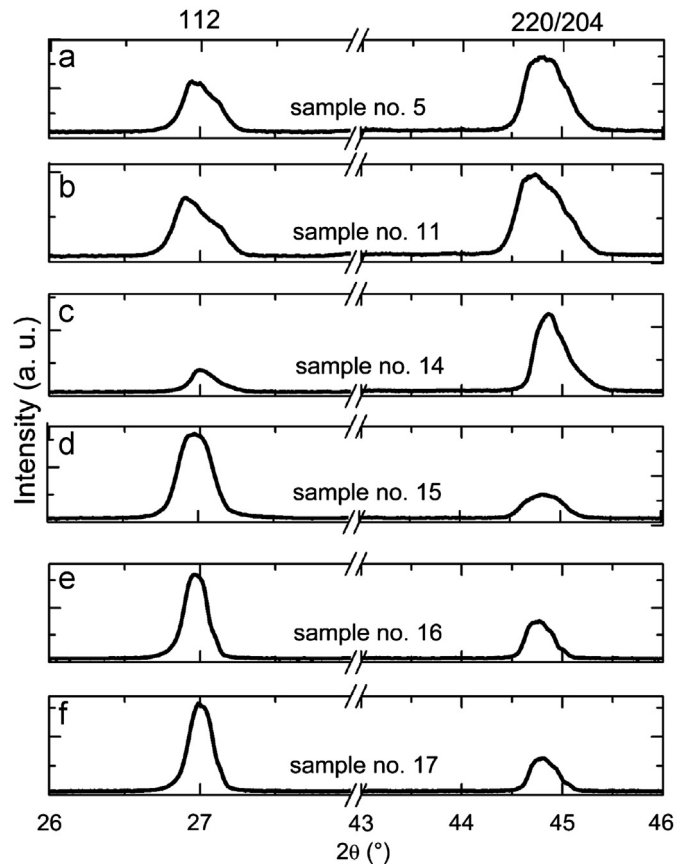 112 220/204
a
sample no. 5
b
sample no. 11
c
sample no. 14
d
sample no. 15
e
sample no. 16
f
sample no. 17
Intensity (a. u.)
26 27 43 44 45 46
2θ (°)